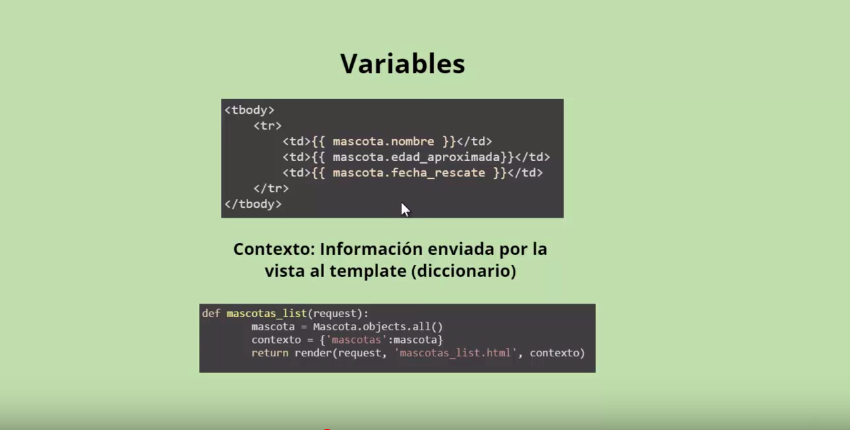 Variables
<tbody>
<tr>
<td>{{ mascota.nombre }}</td>
<td>{{ mascota.edad_aproximada}}</td>
<td>{{ mascota.fecha_rescate }}</td>
</tr>
</tbody>
Contexto: Información enviada por la
vista al template (diccionario)
def mascotas_list(request):
mascota = Mascota.objects.all()
contexto = {'mascotas':mascota}
return render(request, 'mascotas_list.html', contexto)